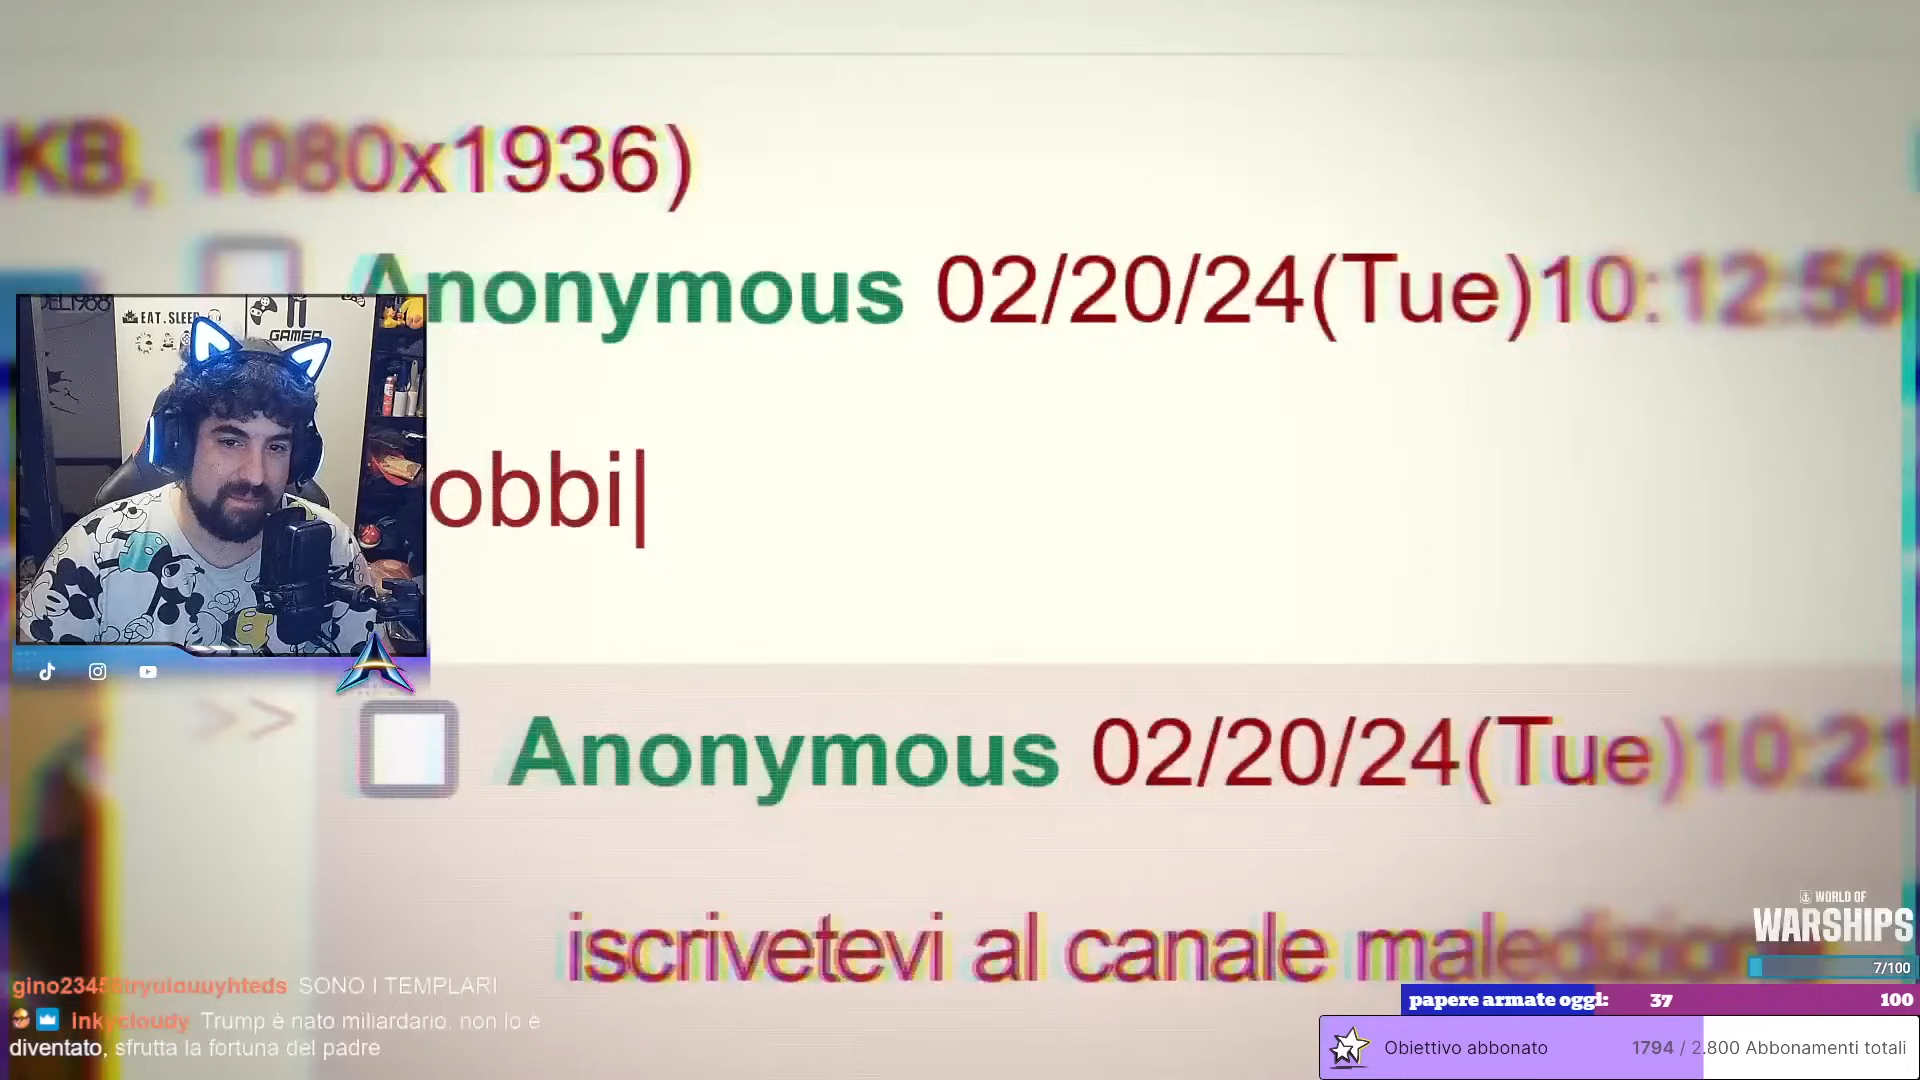 KB, 1080x1936)
Anonymous 02/20/24(Tue)10:12:50
EAT.SLEEP
GAMER
obbi|
>> Anonymous 02/20/24(Tue)10:21
iscrivetevi al canale
WORLD OF
WARSHIPS
7/100
gino23456tryuiouuyhteds SONO I TEMPLARI
papere armate oggi: 37 100
inkycloudy Trump è nato miliardario, non lo è
diventato, sfrutta la fortuna del padre
Obiettivo abbonato 1794 / 2.800 Abbonamenti totali